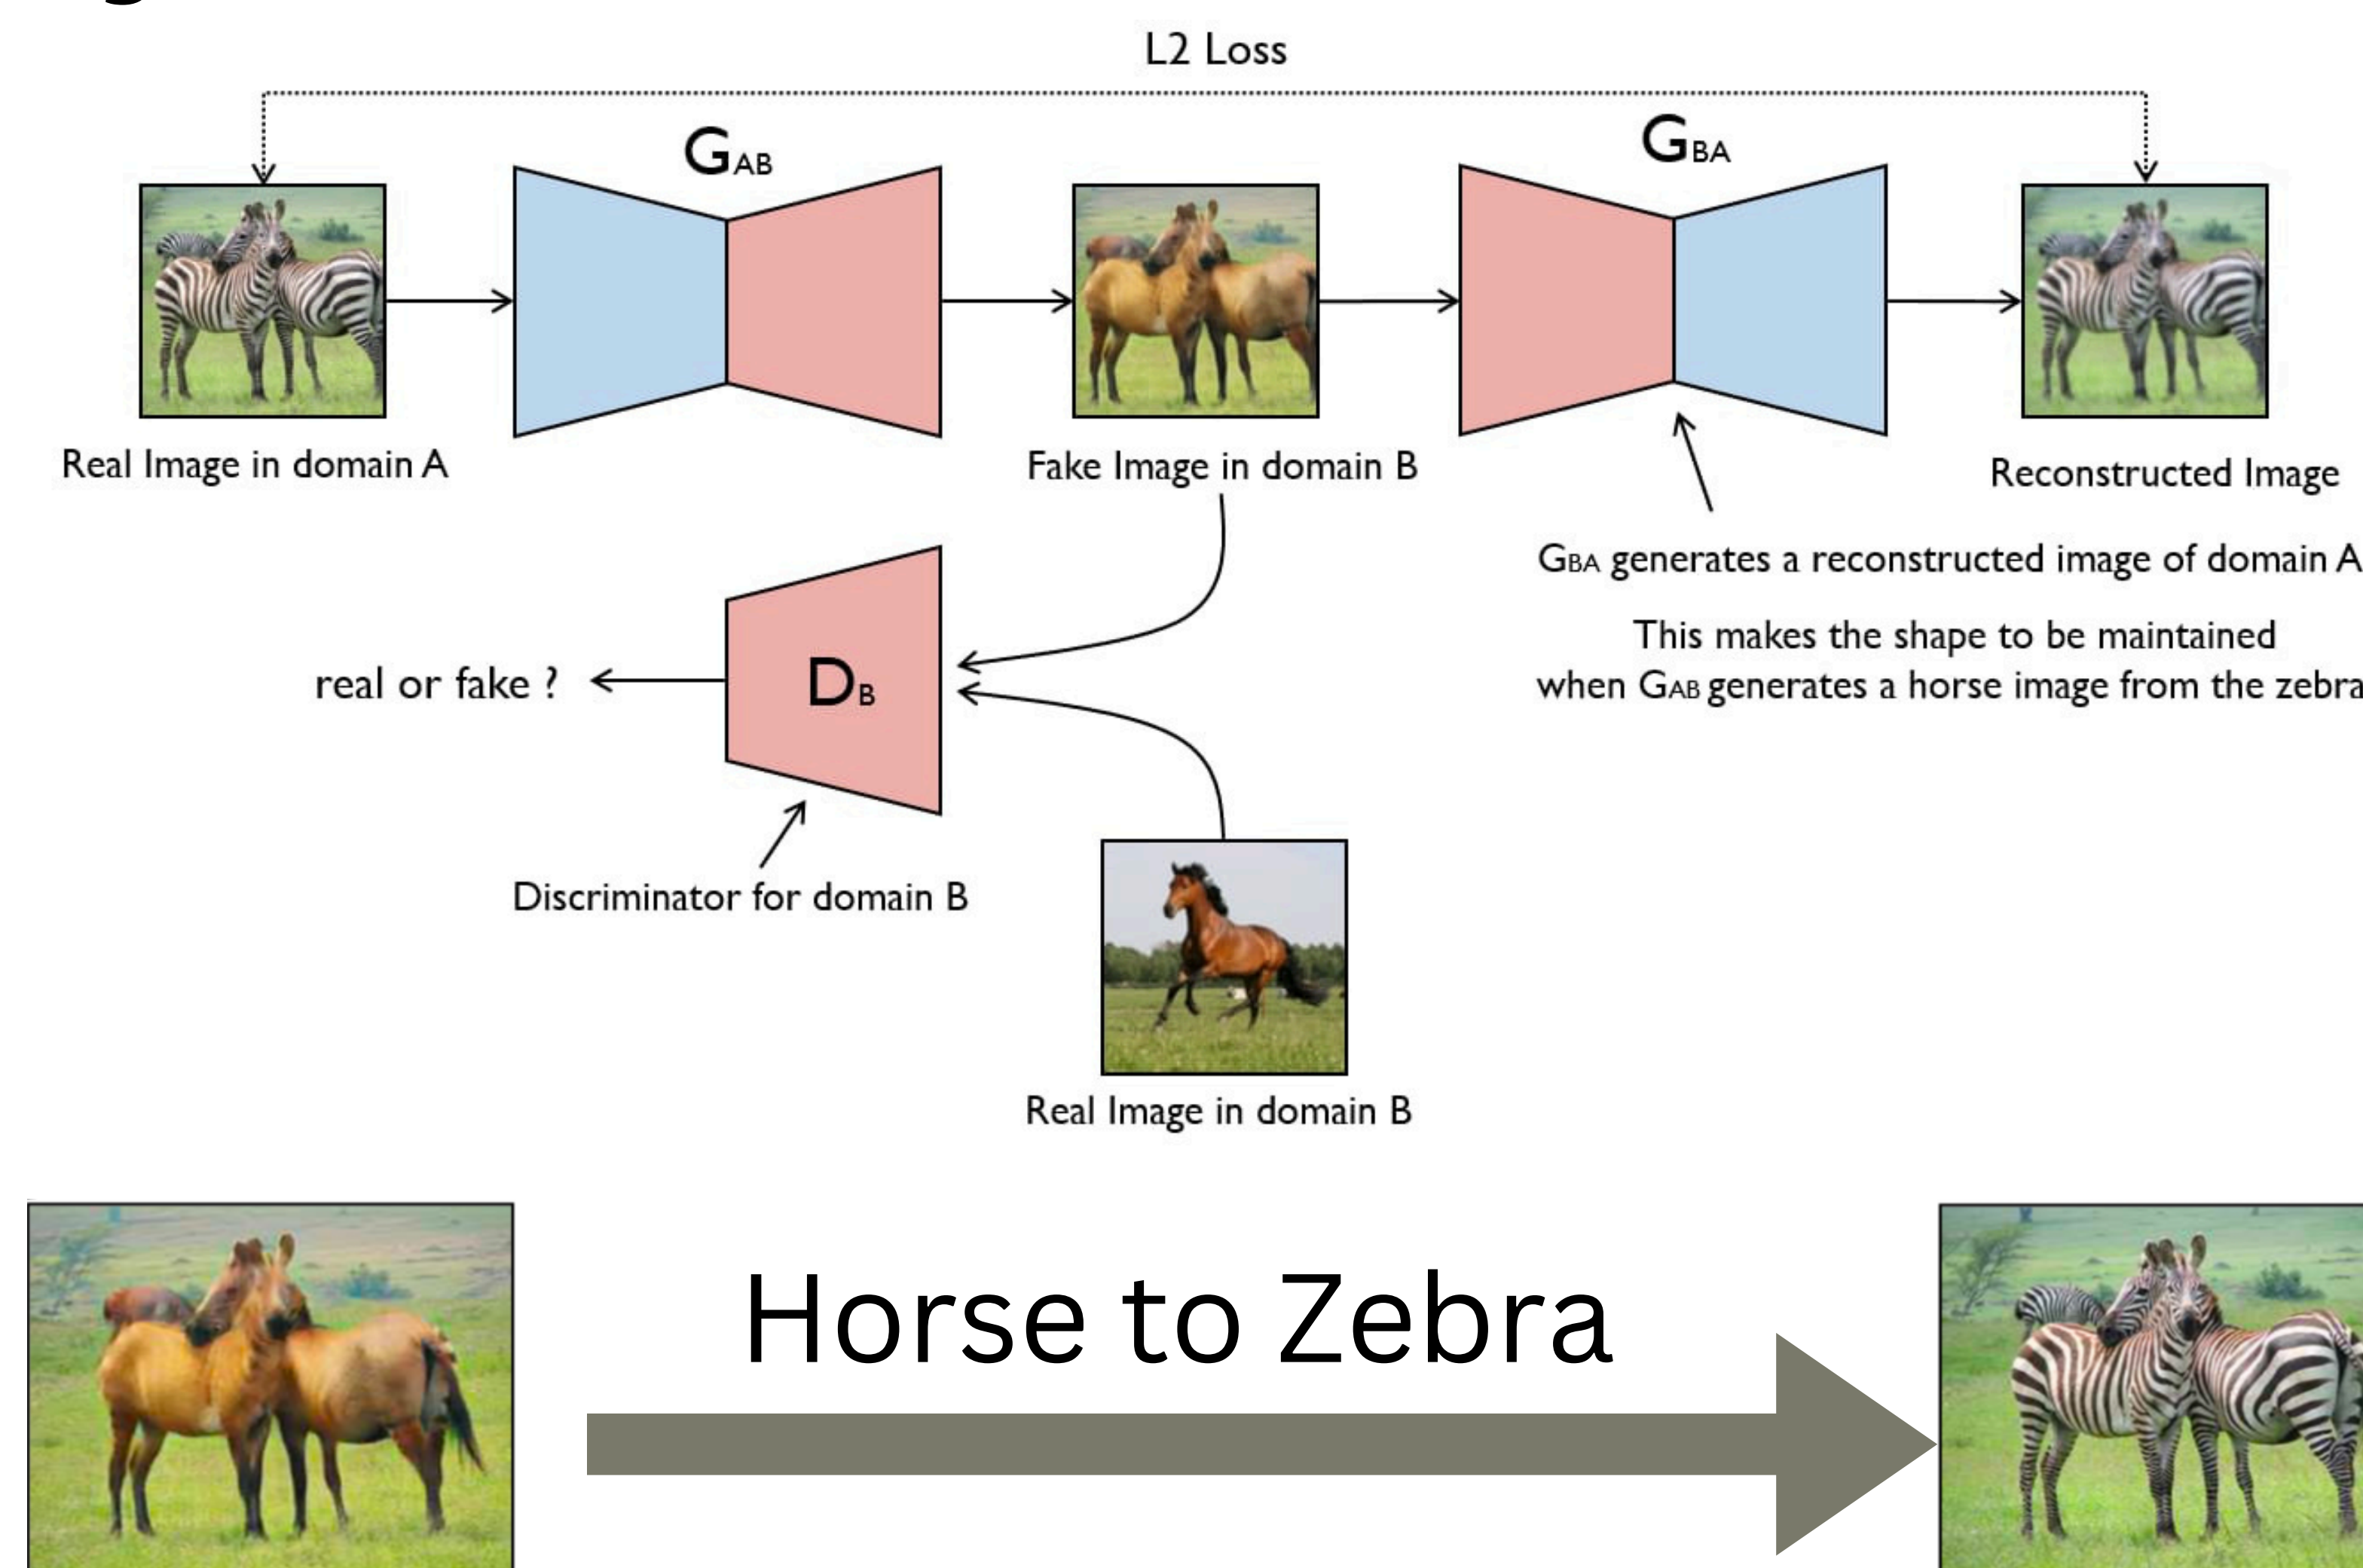 L2 Loss
GAB
GBA
Real Image in domain A
Fake Image in domain B
Reconstructed Image
GBA generates a reconstructed image of domain A
This makes the shape to be maintained
when GAB generates a horse image from the zebra
real or fake ?
DB
Discriminator for domain B
Real Image in domain B
Horse to Zebra